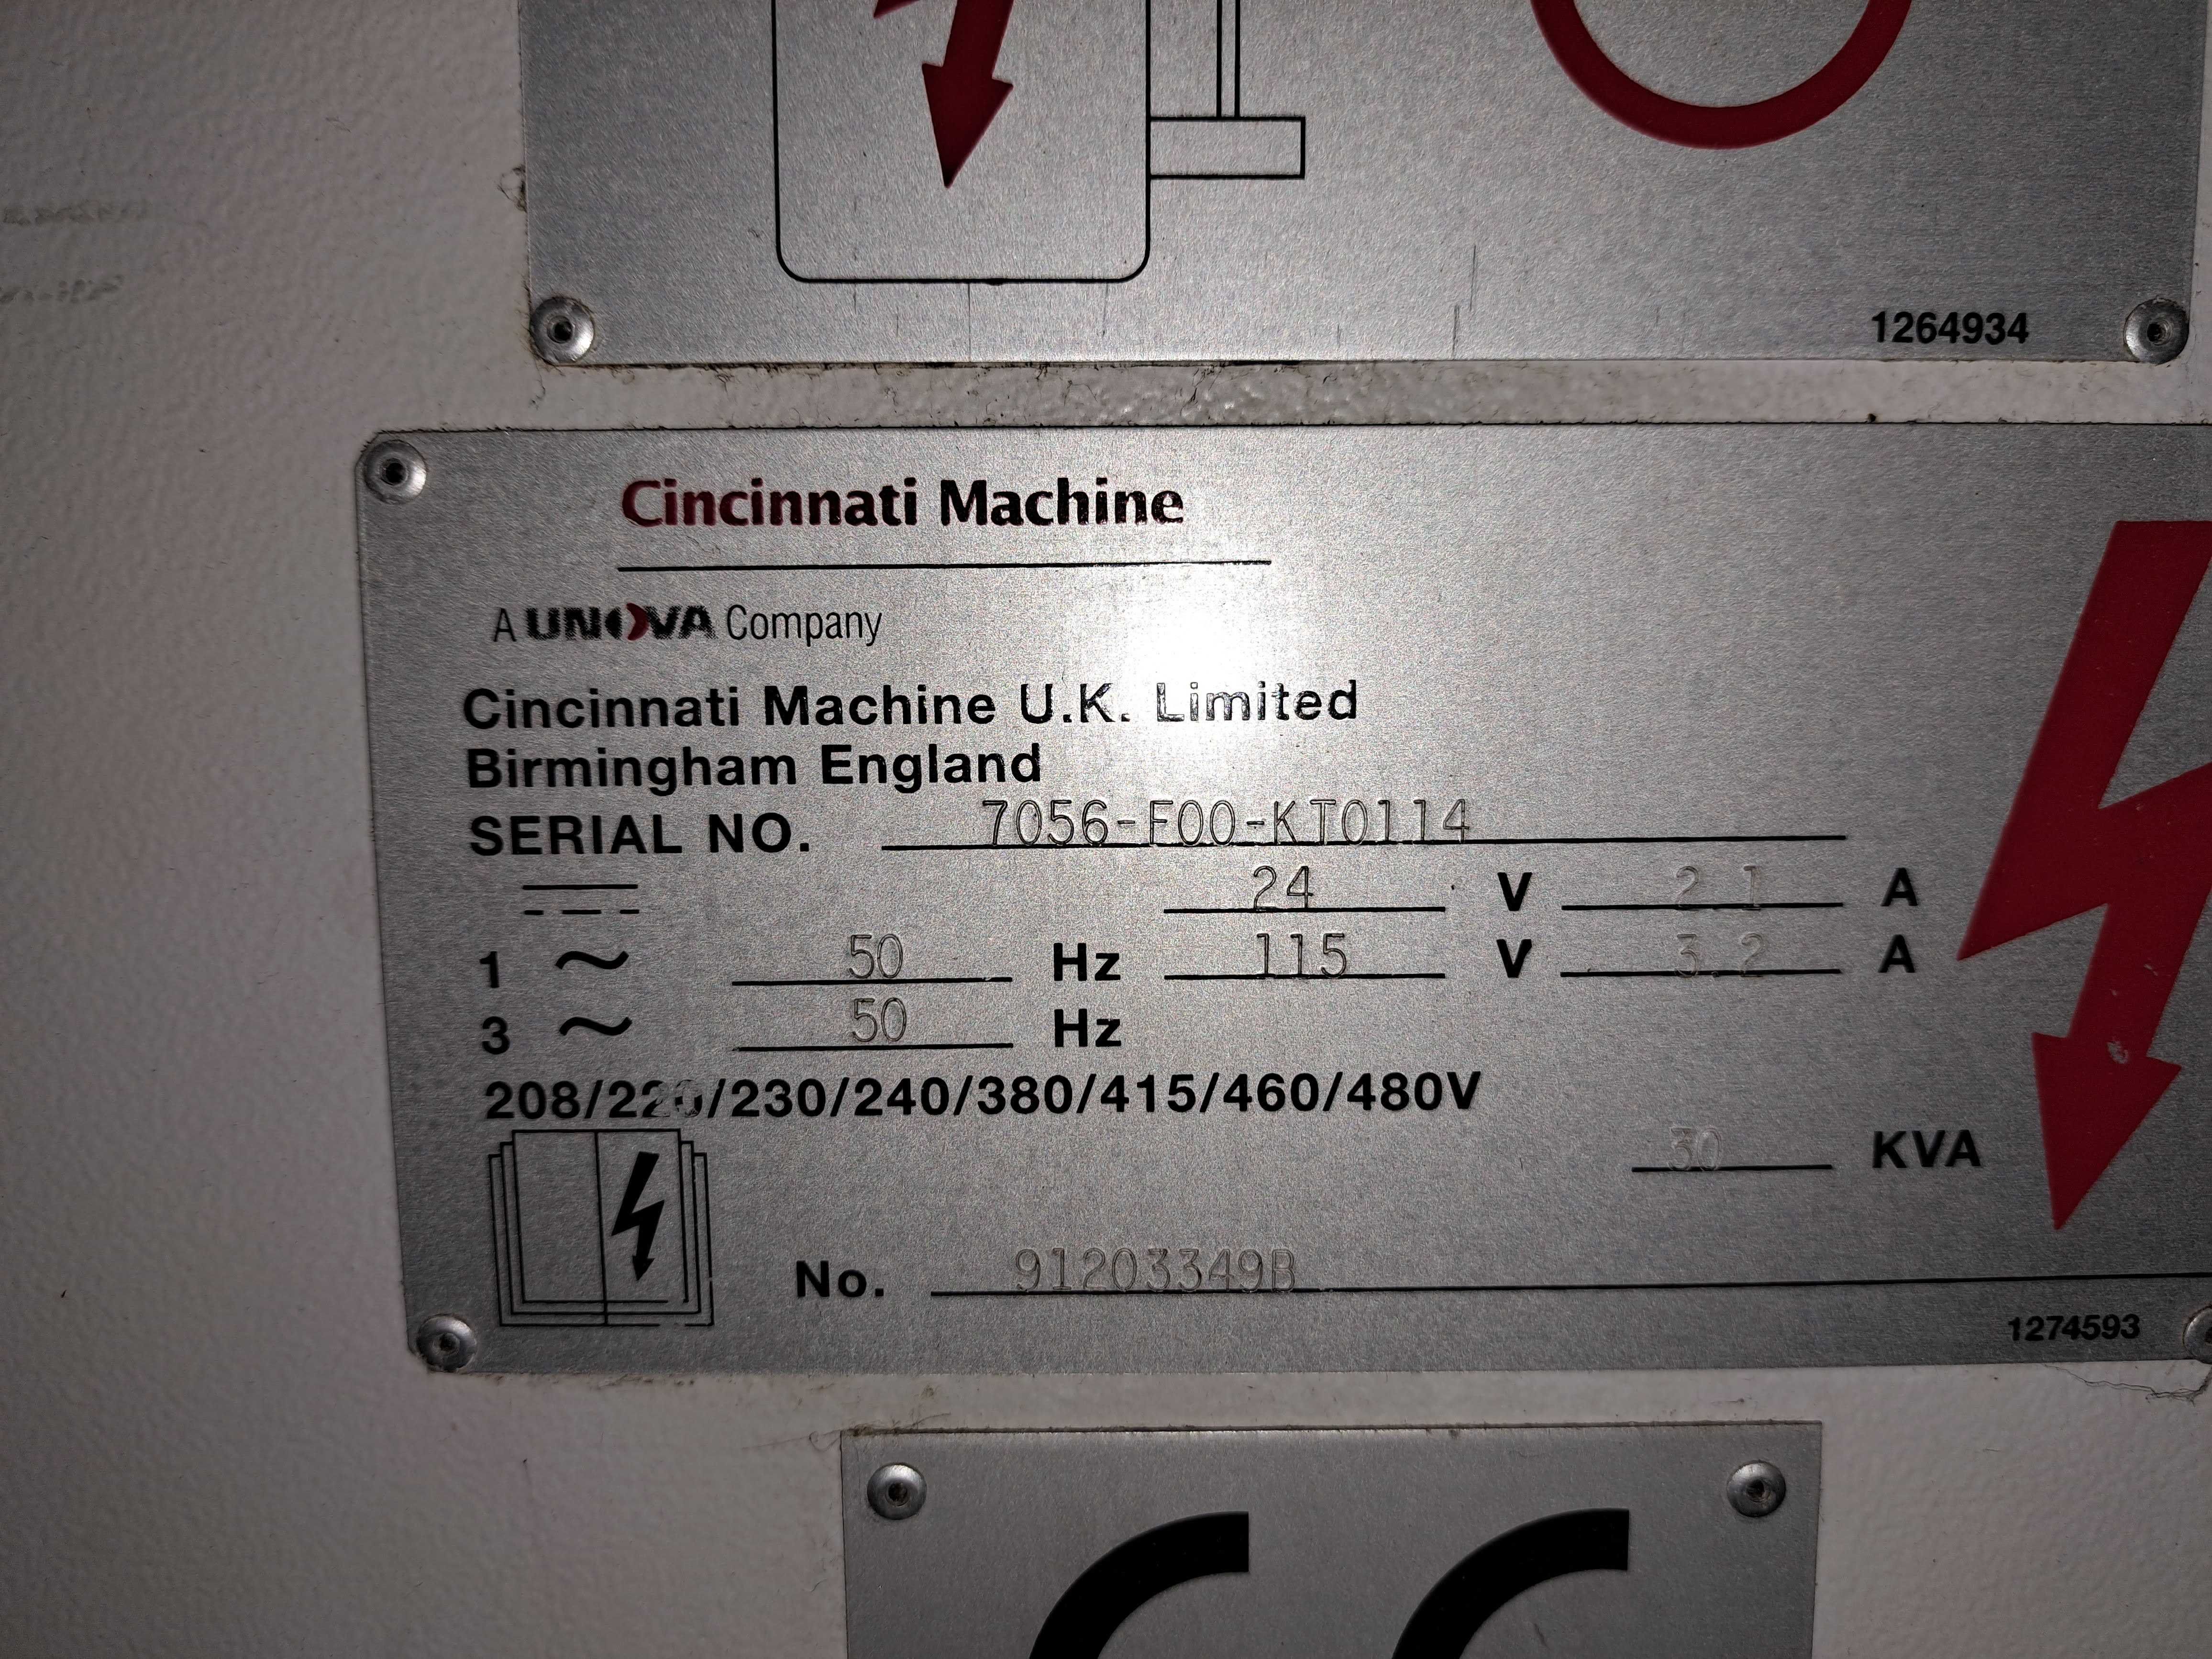 1264934
Cincinnati Machine
A UNOVA Company
Cincinnati Machine U.K. Limited
Birmingham England
SERIAL NO. 7056-F00-KT0114
24 V 2.1 A
1 ~ 50 Hz 115 V 3.2 A
3 ~ 50 Hz
208/220/230/240/380/415/460/480V
30 KVA
No. 91203349B
1274593
CE